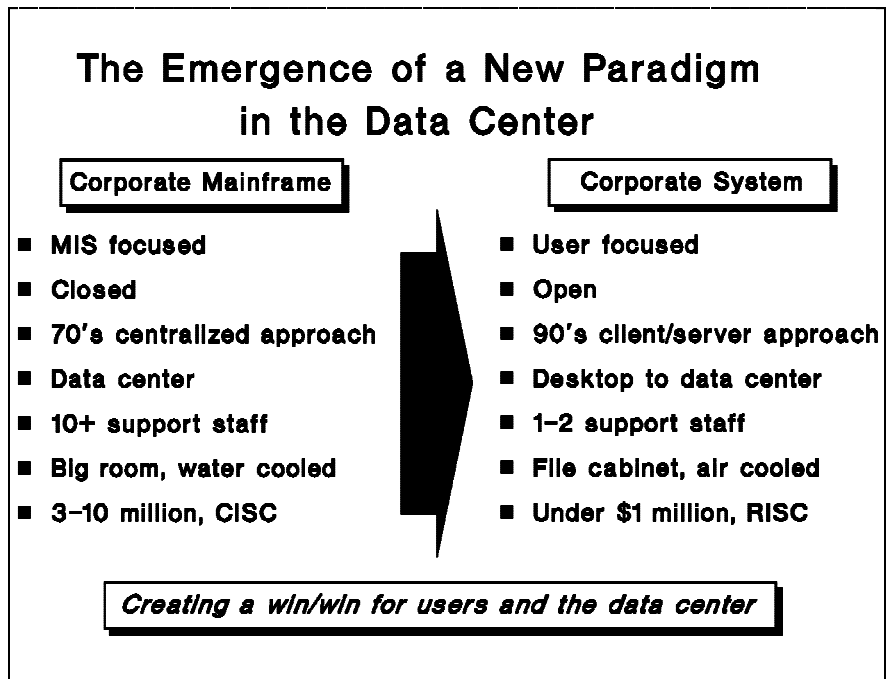 The Emergence of a New Paradigm
in the Data Center
Corporate Mainframe
■ MIS focused
■ Closed
■ 70's centralized approach
■ Data center
■ 10+ support staff
■ Big room, water cooled
■ 3–10 million, CISC
Corporate System
■ User focused
■ Open
■ 90's client/server approach
■ Desktop to data center
■ 1–2 support staff
■ File cabinet, air cooled
■ Under $1 million, RISC
Creating a win/win for users and the data center